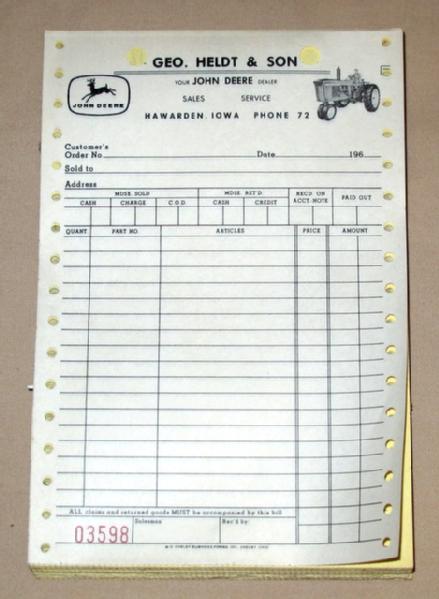 GEO. HELDT & SON
YOUR JOHN DEERE DEALER
JOHN DEERE
SALES SERVICE
HAWARDEN, IOWA PHONE 72
Customer's
Order No. Date 196
Sold to
Address
MDSE. SOLD MDSE. RET'D. REC'D ON ACCT.-NOTE PAID OUT
CASH CHARGE C.O.D. CASH CREDIT
QUANT. PART NO. ARTICLES PRICE AMOUNT
ALL claims and returned goods MUST be accompanied by this bill
03598 Salesman Rec'd by: